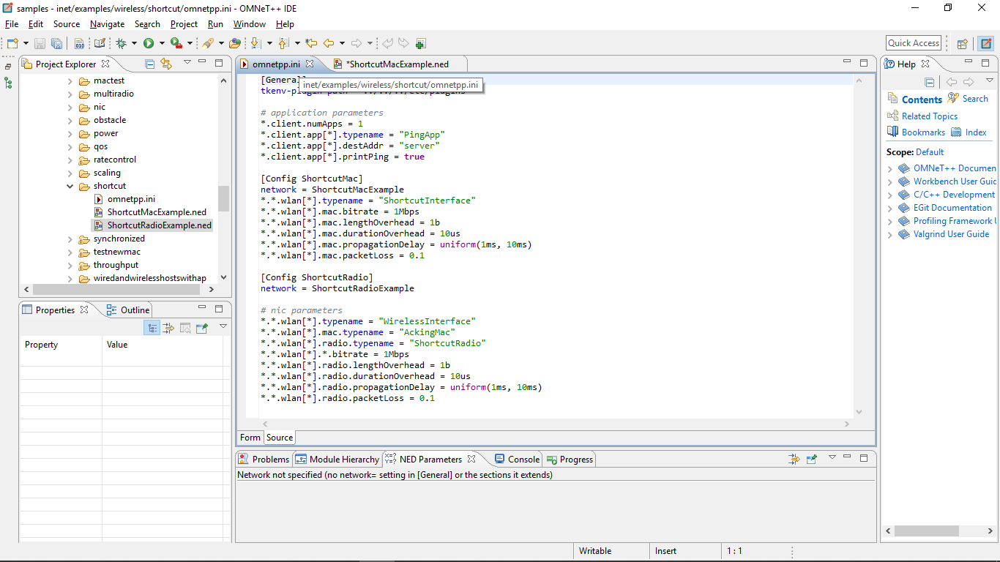 samples - inet/examples/wireless/shortcut/omnetpp.ini - OMNeT++ IDE
File Edit Source Navigate Search Project Run Window Help
Quick Access
Project Explorer
mactest
multiradio
nic
obstacle
power
qos
ratecontrol
scaling
shortcut
omnetpp.ini
ShortcutMacExample.ned
ShortcutRadioExample.ned
synchronized
testnewmac
throughput
wiredandwirelesshostswithap
Properties Outline
Property Value
omnetpp.ini *ShortcutMacExample.ned
[General]
inet/examples/wireless/shortcut/omnetpp.ini
# application parameters
*.client.numApps = 1
*.client.app[*].typename = "PingApp"
*.client.app[*].destAddr = "server"
*.client.app[*].printPing = true
[Config ShortcutMac]
network = ShortcutMacExample
*.*.wlan[*].typename = "ShortcutInterface"
*.*.wlan[*].mac.bitrate = 1Mbps
*.*.wlan[*].mac.lengthOverhead = 1b
*.*.wlan[*].mac.durationOverhead = 10us
*.*.wlan[*].mac.propagationDelay = uniform(1ms, 10ms)
*.*.wlan[*].mac.packetLoss = 0.1
[Config ShortcutRadio]
network = ShortcutRadioExample
# nic parameters
*.*.wlan[*].typename = "WirelessInterface"
*.*.wlan[*].mac.typename = "AckingMac"
*.*.wlan[*].radio.typename = "ShortcutRadio"
*.*.wlan[*].*.bitrate = 1Mbps
*.*.wlan[*].radio.lengthOverhead = 1b
*.*.wlan[*].radio.durationOverhead = 10us
*.*.wlan[*].radio.propagationDelay = uniform(1ms, 10ms)
*.*.wlan[*].radio.packetLoss = 0.1
Form Source
Problems Module Hierarchy NED Parameters Console Progress
Network not specified (no network= setting in [General] or the sections it extends)
Help
Contents Search
Related Topics
Bookmarks Index
Scope: Default
OMNeT++ Documen
Workbench User Guid
C/C++ Development
EGit Documentation
Profiling Framework U
Valgrind User Guide
Writable Insert 1 : 1